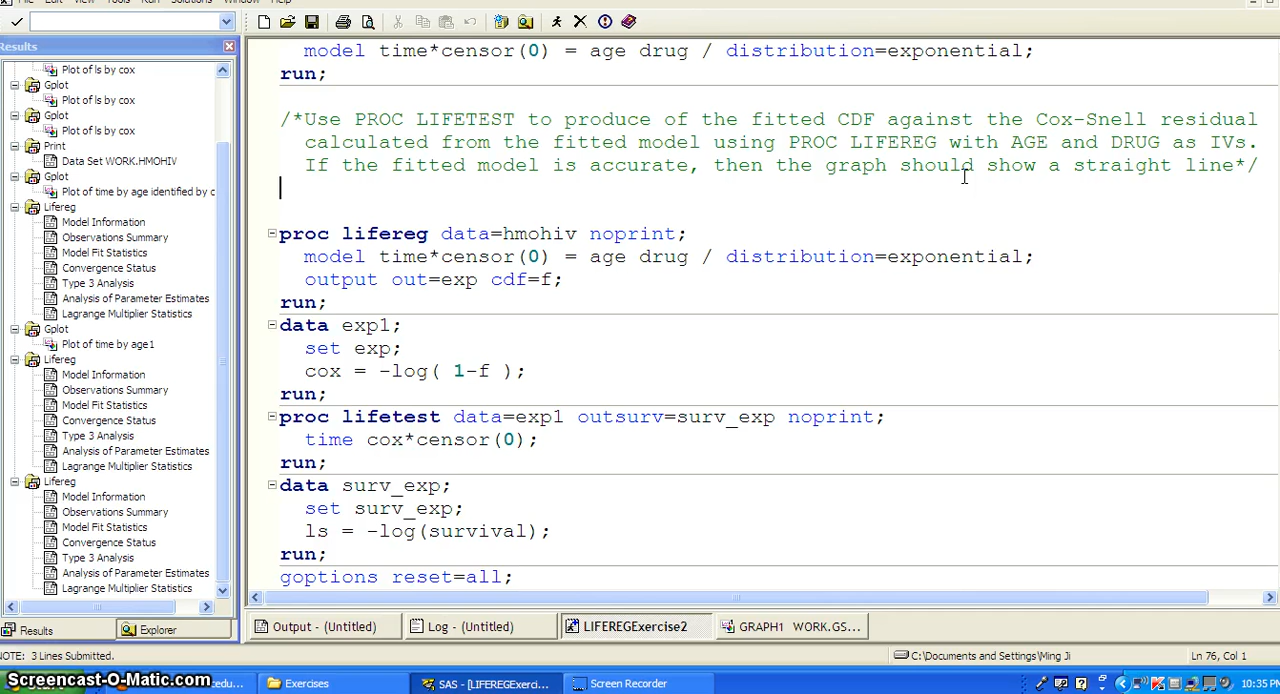 File Edit View Tools Run Solutions Window Help
Results
Plot of ls by cox
Gplot
Plot of ls by cox
Gplot
Plot of ls by cox
Print
Data Set WORK.HMOHIV
Gplot
Plot of time by age identified by c
Lifereg
Model Information
Observations Summary
Model Fit Statistics
Convergence Status
Type 3 Analysis
Analysis of Parameter Estimates
Lagrange Multiplier Statistics
Gplot
Plot of time by age1
Lifereg
Model Information
Observations Summary
Model Fit Statistics
Convergence Status
Type 3 Analysis
Analysis of Parameter Estimates
Lagrange Multiplier Statistics
Lifereg
Model Information
Observations Summary
Model Fit Statistics
Convergence Status
Type 3 Analysis
Analysis of Parameter Estimates
Lagrange Multiplier Statistics
Results
Explorer
model time*censor(0) = age drug / distribution=exponential;
run;
/*Use PROC LIFETEST to produce of the fitted CDF against the Cox-Snell residual
calculated from the fitted model using PROC LIFEREG with AGE and DRUG as IVs.
If the fitted model is accurate, then the graph should show a straight line*/
proc lifereg data=hmohiv noprint;
model time*censor(0) = age drug / distribution=exponential;
output out=exp cdf=f;
run;
data exp1;
set exp;
cox = -log( 1-f );
run;
proc lifetest data=exp1 outsurv=surv_exp noprint;
time cox*censor(0);
run;
data surv_exp;
set surv_exp;
ls = -log(survival);
run;
goptions reset=all;
Output - (Untitled)
Log - (Untitled)
LIFEREGExercise2
GRAPH1 WORK.GS...
NOTE: 3 Lines Submitted.
C:\Documents and Settings\Ming Ji
Ln 76, Col 1
Screencast-O-Matic.com
Exercises
SAS - [LIFEREGExerci...
Screen Recorder
10:35 PM